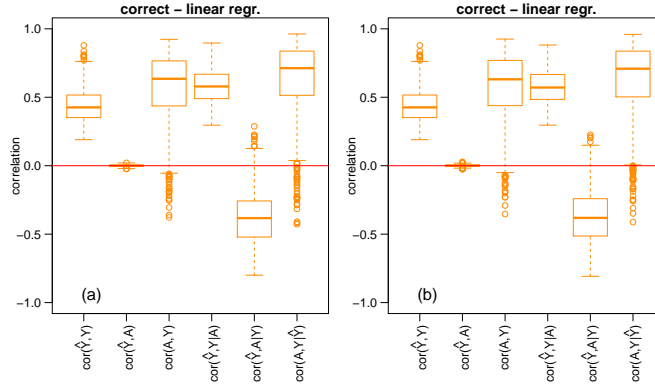 correct − linear regr.
correlation
1.0
0.5
0.0
−0.5
−1.0
(a)
cor(Ŷ,Y)
cor(Ŷ,A)
cor(A,Y)
cor(Ŷ,Y|A)
cor(Ŷ,A|Y)
cor(A,Y|Ŷ)
correct − linear regr.
correlation
1.0
0.5
0.0
−0.5
−1.0
(b)
cor(Ŷ,Y)
cor(Ŷ,A)
cor(A,Y)
cor(Ŷ,Y|A)
cor(Ŷ,A|Y)
cor(A,Y|Ŷ)